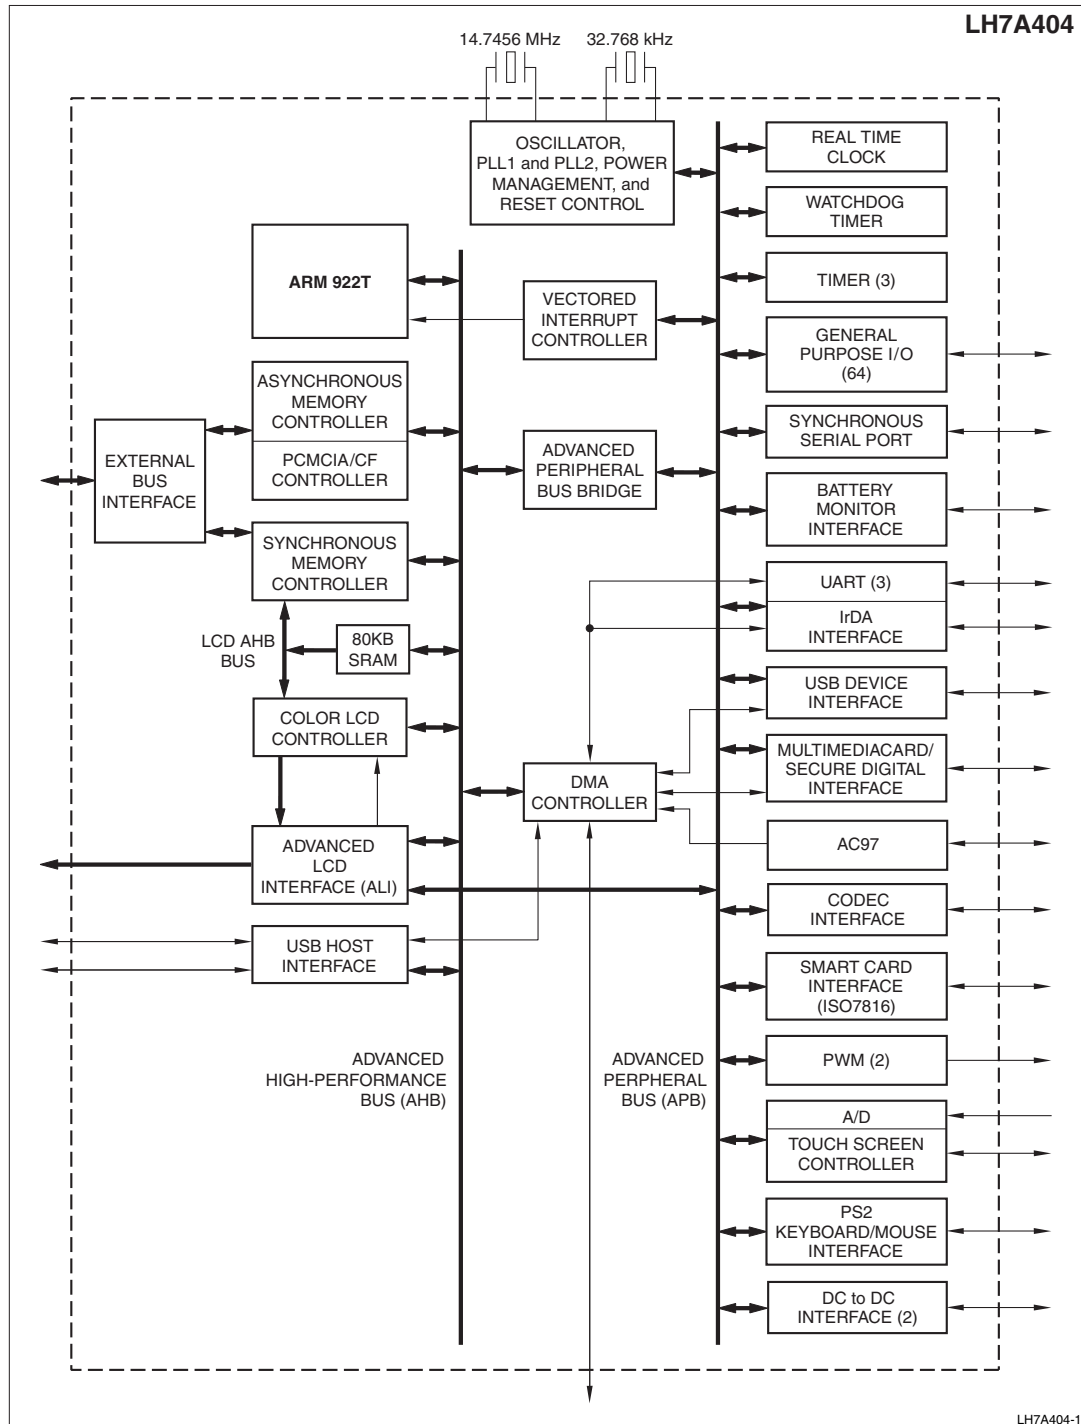 LH7A404
14.7456 MHz
32.768 kHz
OSCILLATOR,
PLL1 and PLL2, POWER
MANAGEMENT, and
RESET CONTROL
REAL TIME
CLOCK
WATCHDOG
TIMER
ARM 922T
TIMER (3)
VECTORED
INTERRUPT
CONTROLLER
GENERAL
PURPOSE I/O
(64)
ASYNCHRONOUS
MEMORY
CONTROLLER
PCMCIA/CF
CONTROLLER
EXTERNAL
BUS
INTERFACE
ADVANCED
PERIPHERAL
BUS BRIDGE
SYNCHRONOUS
SERIAL PORT
BATTERY
MONITOR
INTERFACE
SYNCHRONOUS
MEMORY
CONTROLLER
UART (3)
IrDA
INTERFACE
LCD AHB
BUS
80KB
SRAM
USB DEVICE
INTERFACE
COLOR LCD
CONTROLLER
DMA
CONTROLLER
MULTIMEDIACARD/
SECURE DIGITAL
INTERFACE
ADVANCED
LCD
INTERFACE (ALI)
AC97
CODEC
INTERFACE
USB HOST
INTERFACE
SMART CARD
INTERFACE
(ISO7816)
ADVANCED
HIGH-PERFORMANCE
BUS (AHB)
ADVANCED
PERPHERAL
BUS (APB)
PWM (2)
A/D
TOUCH SCREEN
CONTROLLER
PS2
KEYBOARD/MOUSE
INTERFACE
DC to DC
INTERFACE (2)
LH7A404-1